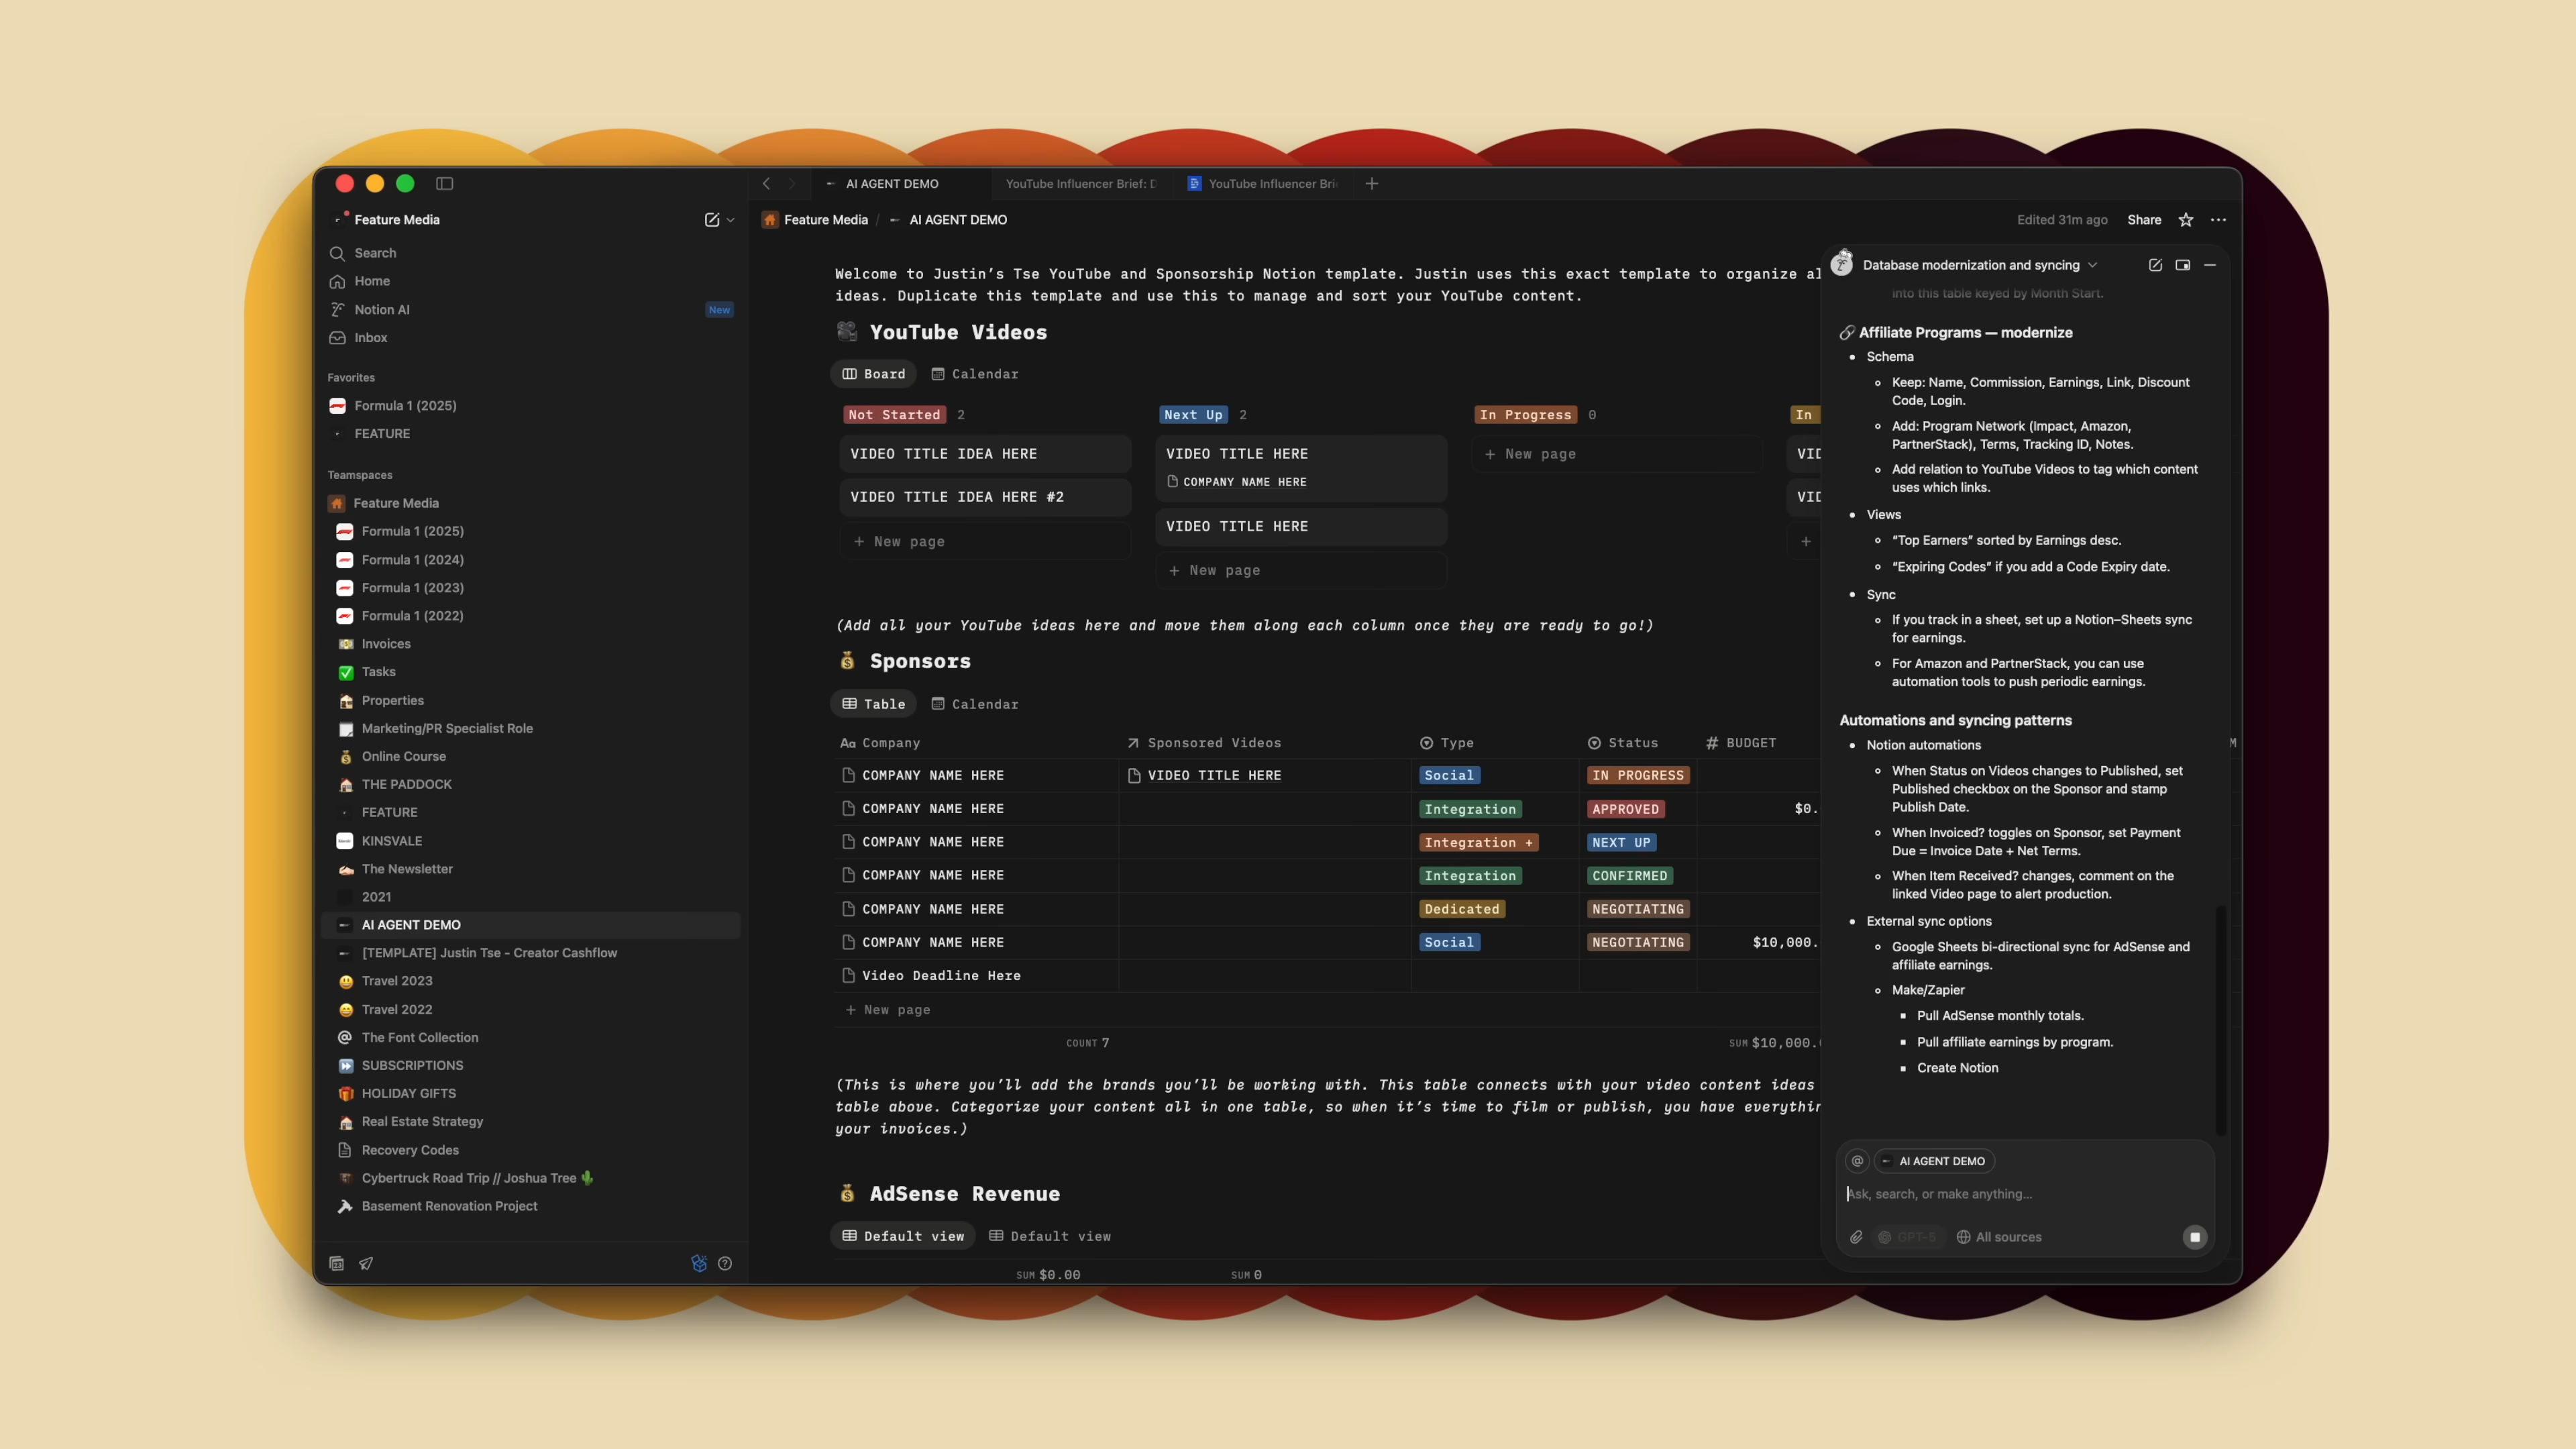 Feature Media
Search
Home
Notion AI
New
Inbox
Favorites
Formula 1 (2025)
FEATURE
Teamspaces
Feature Media
Formula 1 (2025)
Formula 1 (2024)
Formula 1 (2023)
Formula 1 (2022)
Invoices
Tasks
Properties
Marketing/PR Specialist Role
Online Course
THE PADDOCK
FEATURE
KINSVALE
The Newsletter
2021
AI AGENT DEMO
[TEMPLATE] Justin Tse - Creator Cashflow
Travel 2023
Travel 2022
The Font Collection
SUBSCRIPTIONS
HOLIDAY GIFTS
Real Estate Strategy
Recovery Codes
Cybertruck Road Trip // Joshua Tree
Basement Renovation Project
AI AGENT DEMO
YouTube Influencer Brief: D
YouTube Influencer Bri
Feature Media / AI AGENT DEMO
Edited 31m ago
Share
Welcome to Justin's Tse YouTube and Sponsorship Notion template. Justin uses this exact template to organize al
ideas. Duplicate this template and use this to manage and sort your YouTube content.
YouTube Videos
Board
Calendar
Not Started 2
Next Up 2
In Progress 0
In
VIDEO TITLE IDEA HERE
VIDEO TITLE IDEA HERE #2
+ New page
VIDEO TITLE HERE
COMPANY NAME HERE
VIDEO TITLE HERE
+ New page
+ New page
VID
VID
+
(Add all your YouTube ideas here and move them along each column once they are ready to go!)
Sponsors
Table
Calendar
Aa Company
Sponsored Videos
Type
Status
# BUDGET
M
COMPANY NAME HERE
VIDEO TITLE HERE
Social
IN PROGRESS
COMPANY NAME HERE
Integration
APPROVED
$0.
COMPANY NAME HERE
Integration +
NEXT UP
COMPANY NAME HERE
Integration
CONFIRMED
COMPANY NAME HERE
Dedicated
NEGOTIATING
COMPANY NAME HERE
Social
NEGOTIATING
$10,000.
Video Deadline Here
+ New page
COUNT 7
SUM $10,000.
(This is where you'll add the brands you'll be working with. This table connects with your video content ideas
table above. Categorize your content all in one table, so when it's time to film or publish, you have everythin
your invoices.)
AdSense Revenue
Default view
Default view
SUM $0.00
SUM 0
Database modernization and syncing
into this table keyed by Month Start.
Affiliate Programs — modernize
• Schema
Keep: Name, Commission, Earnings, Link, Discount
Code, Login.
Add: Program Network (Impact, Amazon,
PartnerStack), Terms, Tracking ID, Notes.
Add relation to YouTube Videos to tag which content
uses which links.
• Views
"Top Earners" sorted by Earnings desc.
"Expiring Codes" if you add a Code Expiry date.
• Sync
If you track in a sheet, set up a Notion–Sheets sync
for earnings.
For Amazon and PartnerStack, you can use
automation tools to push periodic earnings.
Automations and syncing patterns
• Notion automations
When Status on Videos changes to Published, set
Published checkbox on the Sponsor and stamp
Publish Date.
When Invoiced? toggles on Sponsor, set Payment
Due = Invoice Date + Net Terms.
When Item Received? changes, comment on the
linked Video page to alert production.
• External sync options
Google Sheets bi-directional sync for AdSense and
affiliate earnings.
Make/Zapier
Pull AdSense monthly totals.
Pull affiliate earnings by program.
Create Notion
@ AI AGENT DEMO
Ask, search, or make anything...
GPT-5
All sources